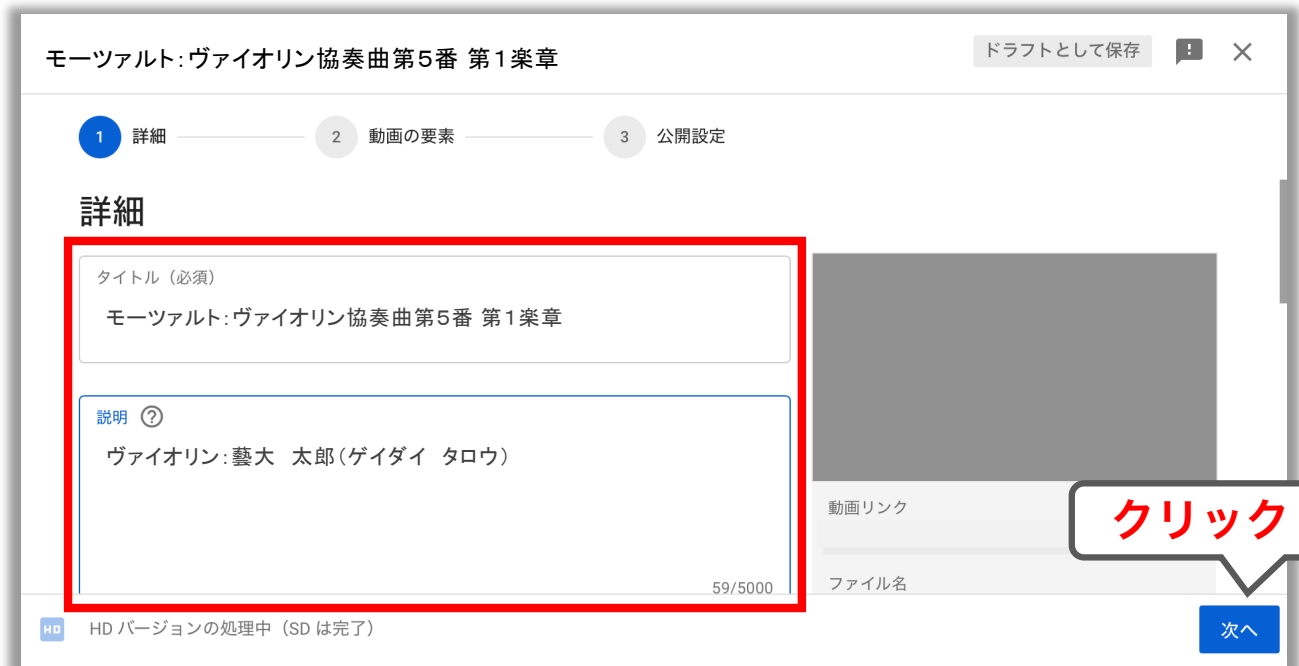 モーツァルト:ヴァイオリン協奏曲第5番 第1楽章
ドラフトとして保存
1 詳細
2 動画の要素
3 公開設定
詳細
タイトル（必須）
モーツァルト:ヴァイオリン協奏曲第5番 第1楽章
説明
ヴァイオリン:藝大　太郎(ゲイダイ　タロウ)
59/5000
動画リンク
クリック
ファイル名
HD HD バージョンの処理中（SD は完了）
次へ